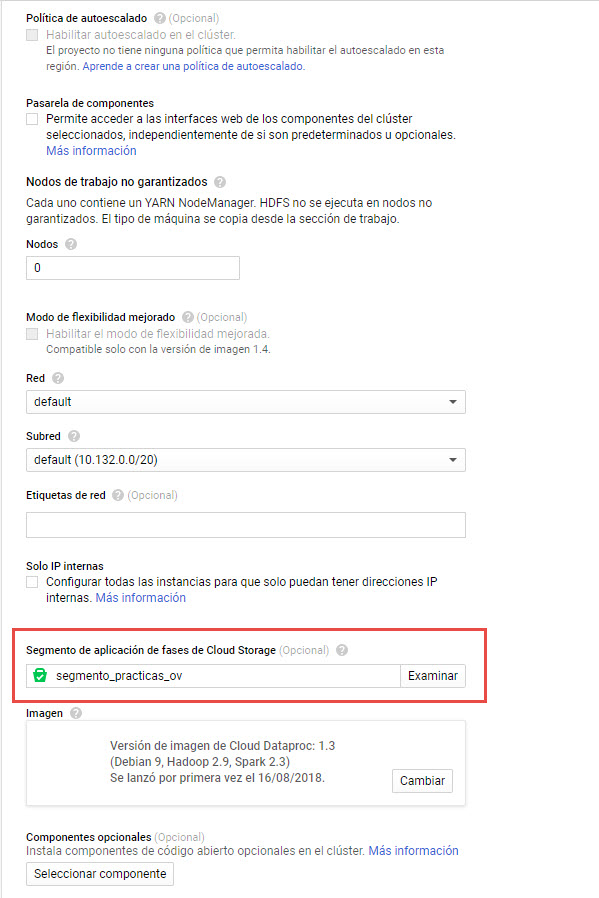 Política de autoescalado ? (Opcional)
Habilitar autoescalado en el clúster.
El proyecto no tiene ninguna política que permita habilitar el autoescalado en esta
región. Aprende a crear una política de autoescalado.
Pasarela de componentes
Permite acceder a las interfaces web de los componentes del clúster
seleccionados, independientemente de si son predeterminados u opcionales.
Más información
Nodos de trabajo no garantizados ?
Cada uno contiene un YARN NodeManager. HDFS no se ejecuta en nodos no
garantizados. El tipo de máquina se copia desde la sección de trabajo.
Nodos ?
0
Modo de flexibilidad mejorado ? (Opcional)
Habilitar el modo de flexibilidad mejorada.
Compatible solo con la versión de imagen 1.4.
Red ?
default
Subred ?
default (10.132.0.0/20)
Etiquetas de red ? (Opcional)
Solo IP internas
Configurar todas las instancias para que solo puedan tener direcciones IP
internas. Más información
Segmento de aplicación de fases de Cloud Storage (Opcional) ?
segmento_practicas_ov Examinar
Imagen ?
Versión de imagen de Cloud Dataproc: 1.3
(Debian 9, Hadoop 2.9, Spark 2.3)
Se lanzó por primera vez el 16/08/2018.
Cambiar
Componentes opcionales (Opcional)
Instala componentes de código abierto opcionales en el clúster. Más información
Seleccionar componente